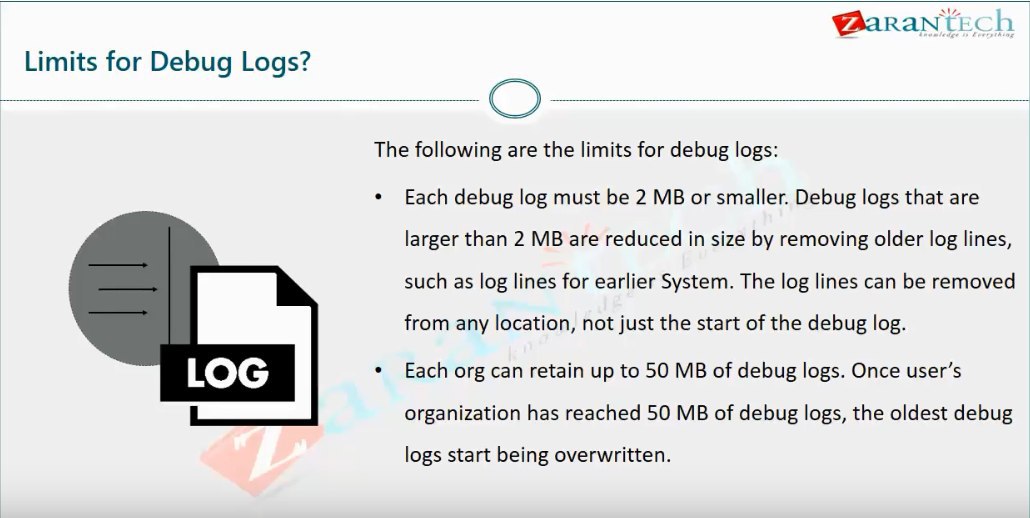 ZARANTECH
knowledge is Everything
Limits for Debug Logs?
The following are the limits for debug logs:
• Each debug log must be 2 MB or smaller. Debug logs that are
larger than 2 MB are reduced in size by removing older log lines,
such as log lines for earlier System. The log lines can be removed
from any location, not just the start of the debug log.
LOG
• Each org can retain up to 50 MB of debug logs. Once user's
organization has reached 50 MB of debug logs, the oldest debug
logs start being overwritten.